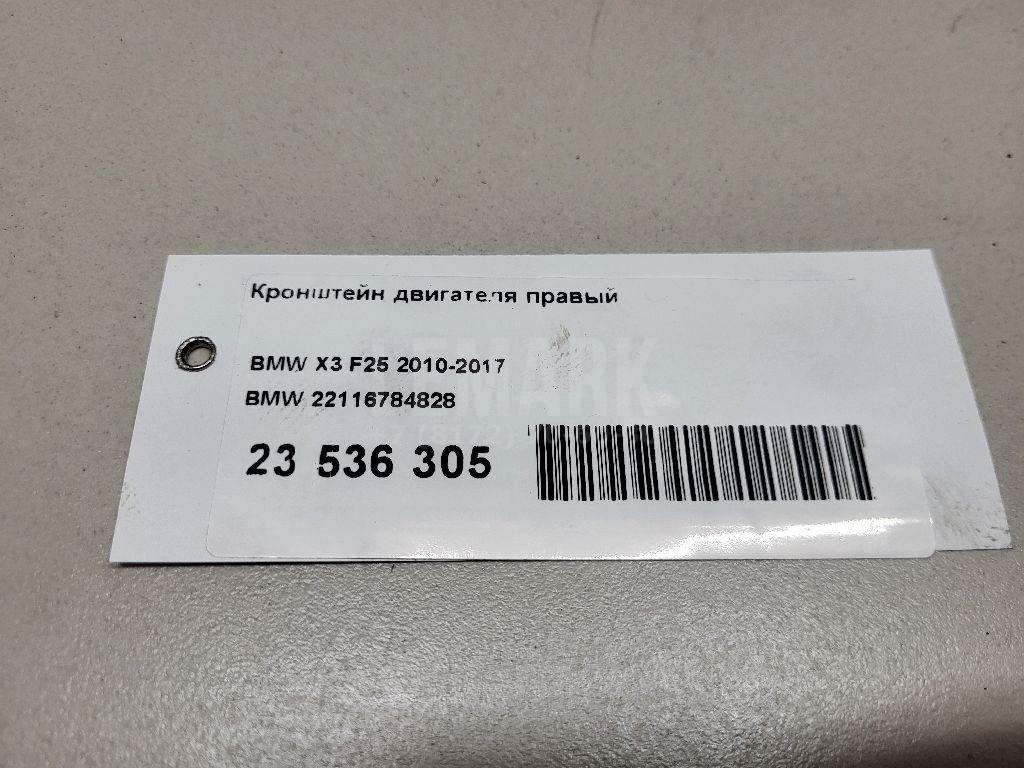 Кронштейн двигателя правый
BMW X3 F25 2010-2017
BMW 22116784828
23 536 305